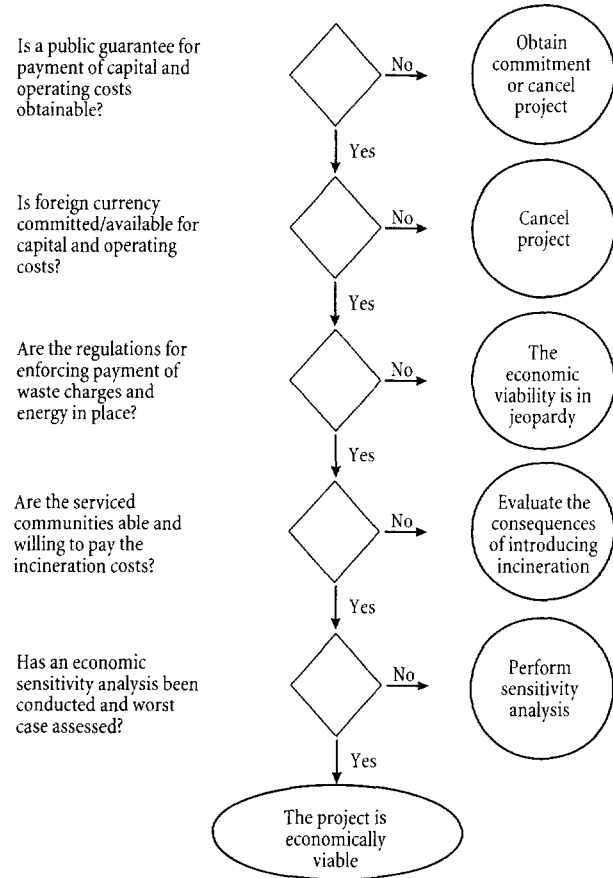 Is a public guarantee for
payment of capital and
operating costs
obtainable?
No
Obtain
commitment
or cancel
project
Yes
Is foreign currency
committed/available for
capital and operating
costs?
No
Cancel
project
Yes
Are the regulations for
enforcing payment of
waste charges and
energy in place?
No
The
economic
viability is in
jeopardy
Yes
Are the serviced
communities able and
willing to pay the
incineration costs?
No
Evaluate the
consequences
of introducing
incineration
Yes
Has an economic
sensitivity analysis been
conducted and worst
case assessed?
No
Perform
sensitivity
analysis
Yes
The project is
economically
viable